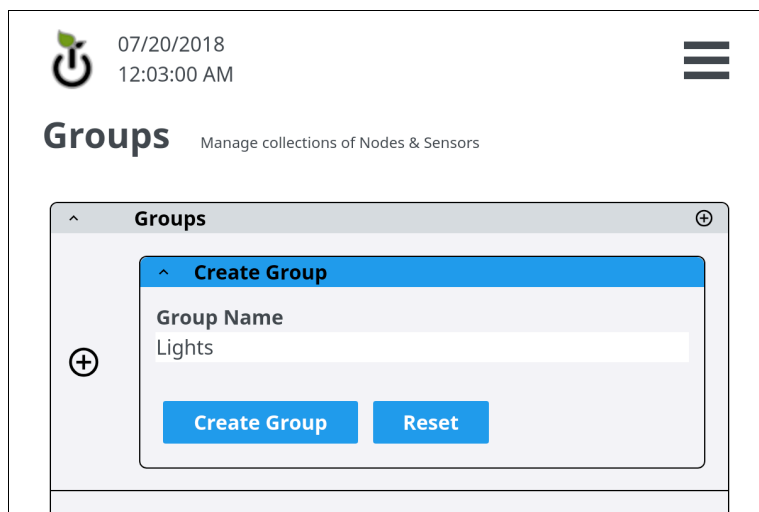 07/20/2018
12:03:00 AM
Groups Manage collections of Nodes & Sensors
Groups
Create Group
Group Name
Lights
Create Group Reset